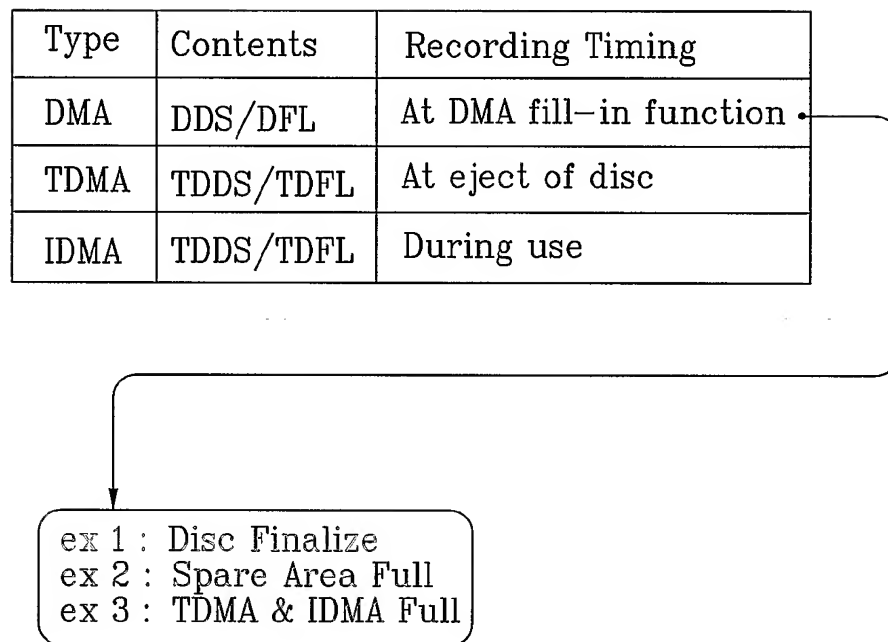 Type Contents Recording Timing
DMA DDS/DFL At DMA fill-in function
TDMA TDDS/TDFL At eject of disc
IDMA TDDS/TDFL During use
ex 1 : Disc Finalize
ex 2 : Spare Area Full
ex 3 : TDMA & IDMA Full